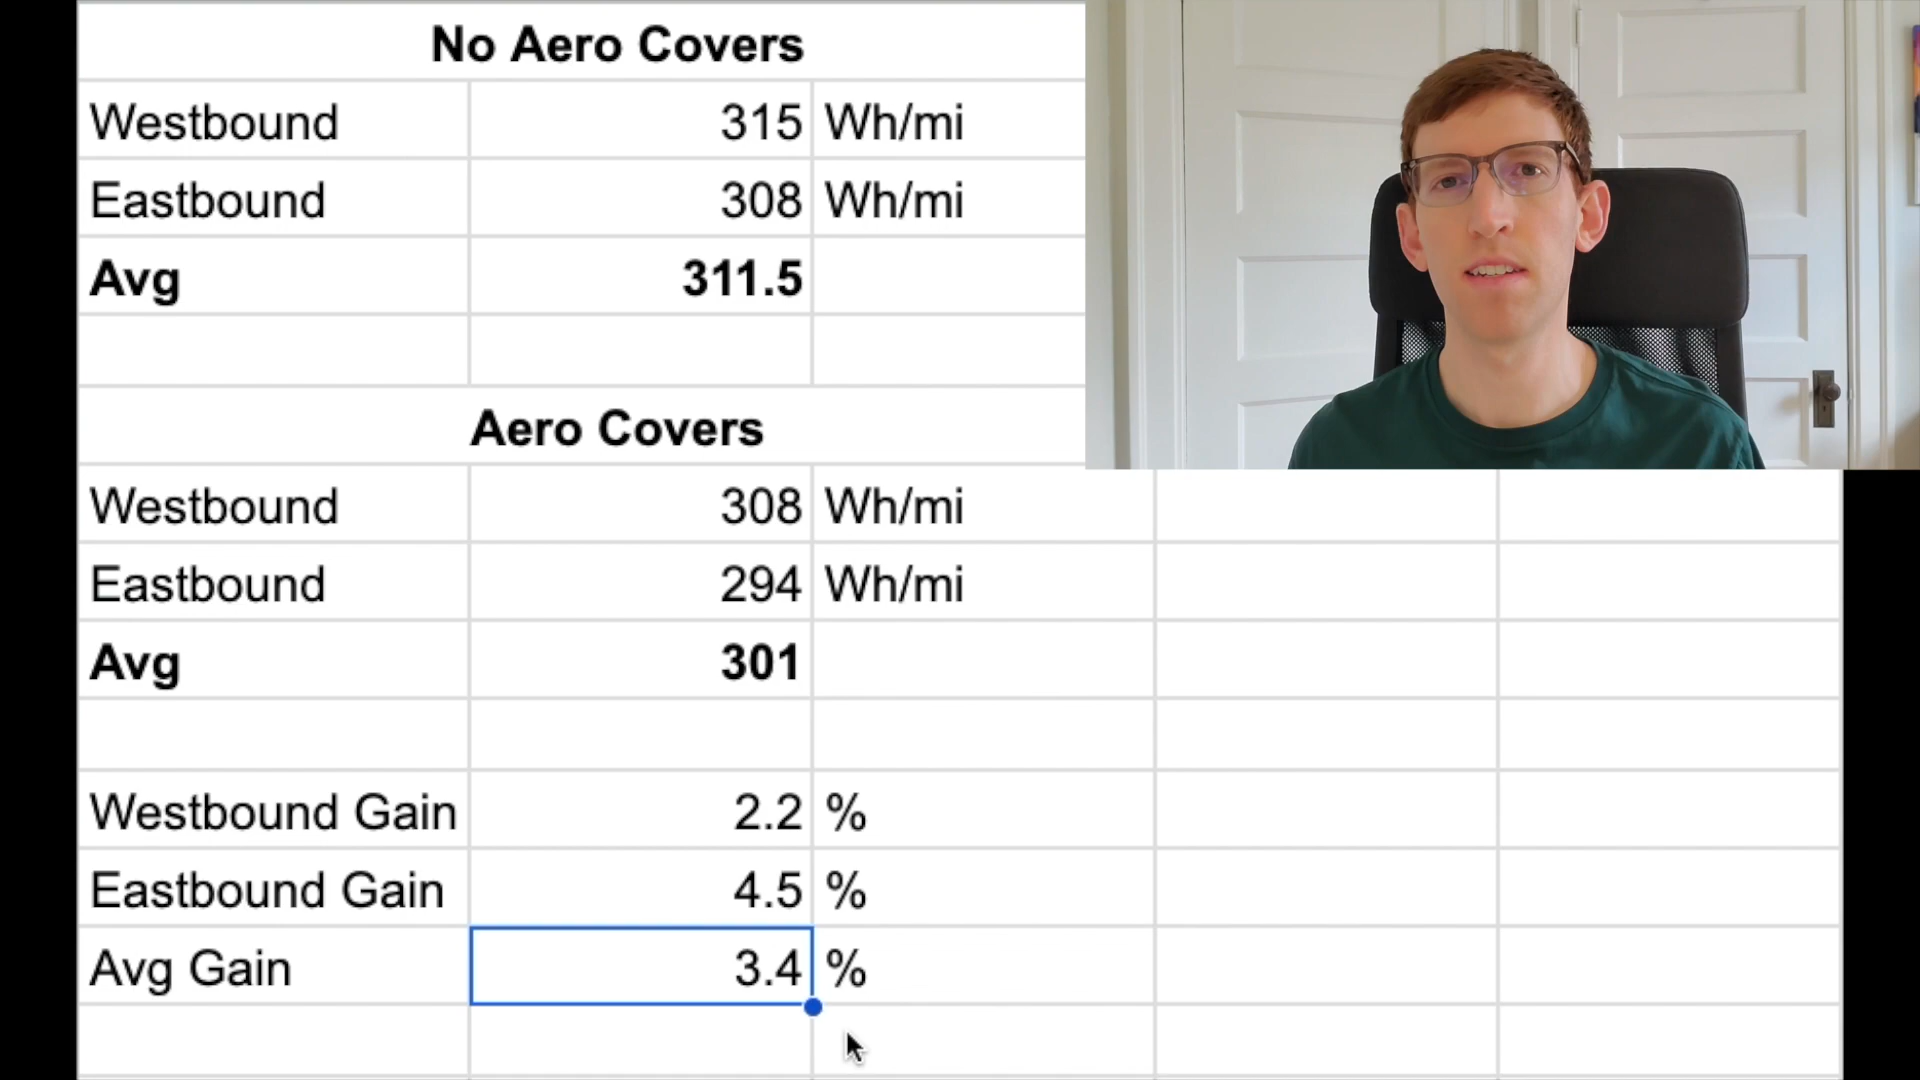 No Aero Covers
Westbound 315 Wh/mi
Eastbound 308 Wh/mi
Avg 311.5
Aero Covers
Westbound 308 Wh/mi
Eastbound 294 Wh/mi
Avg 301
Westbound Gain 2.2 %
Eastbound Gain 4.5 %
Avg Gain 3.4 %